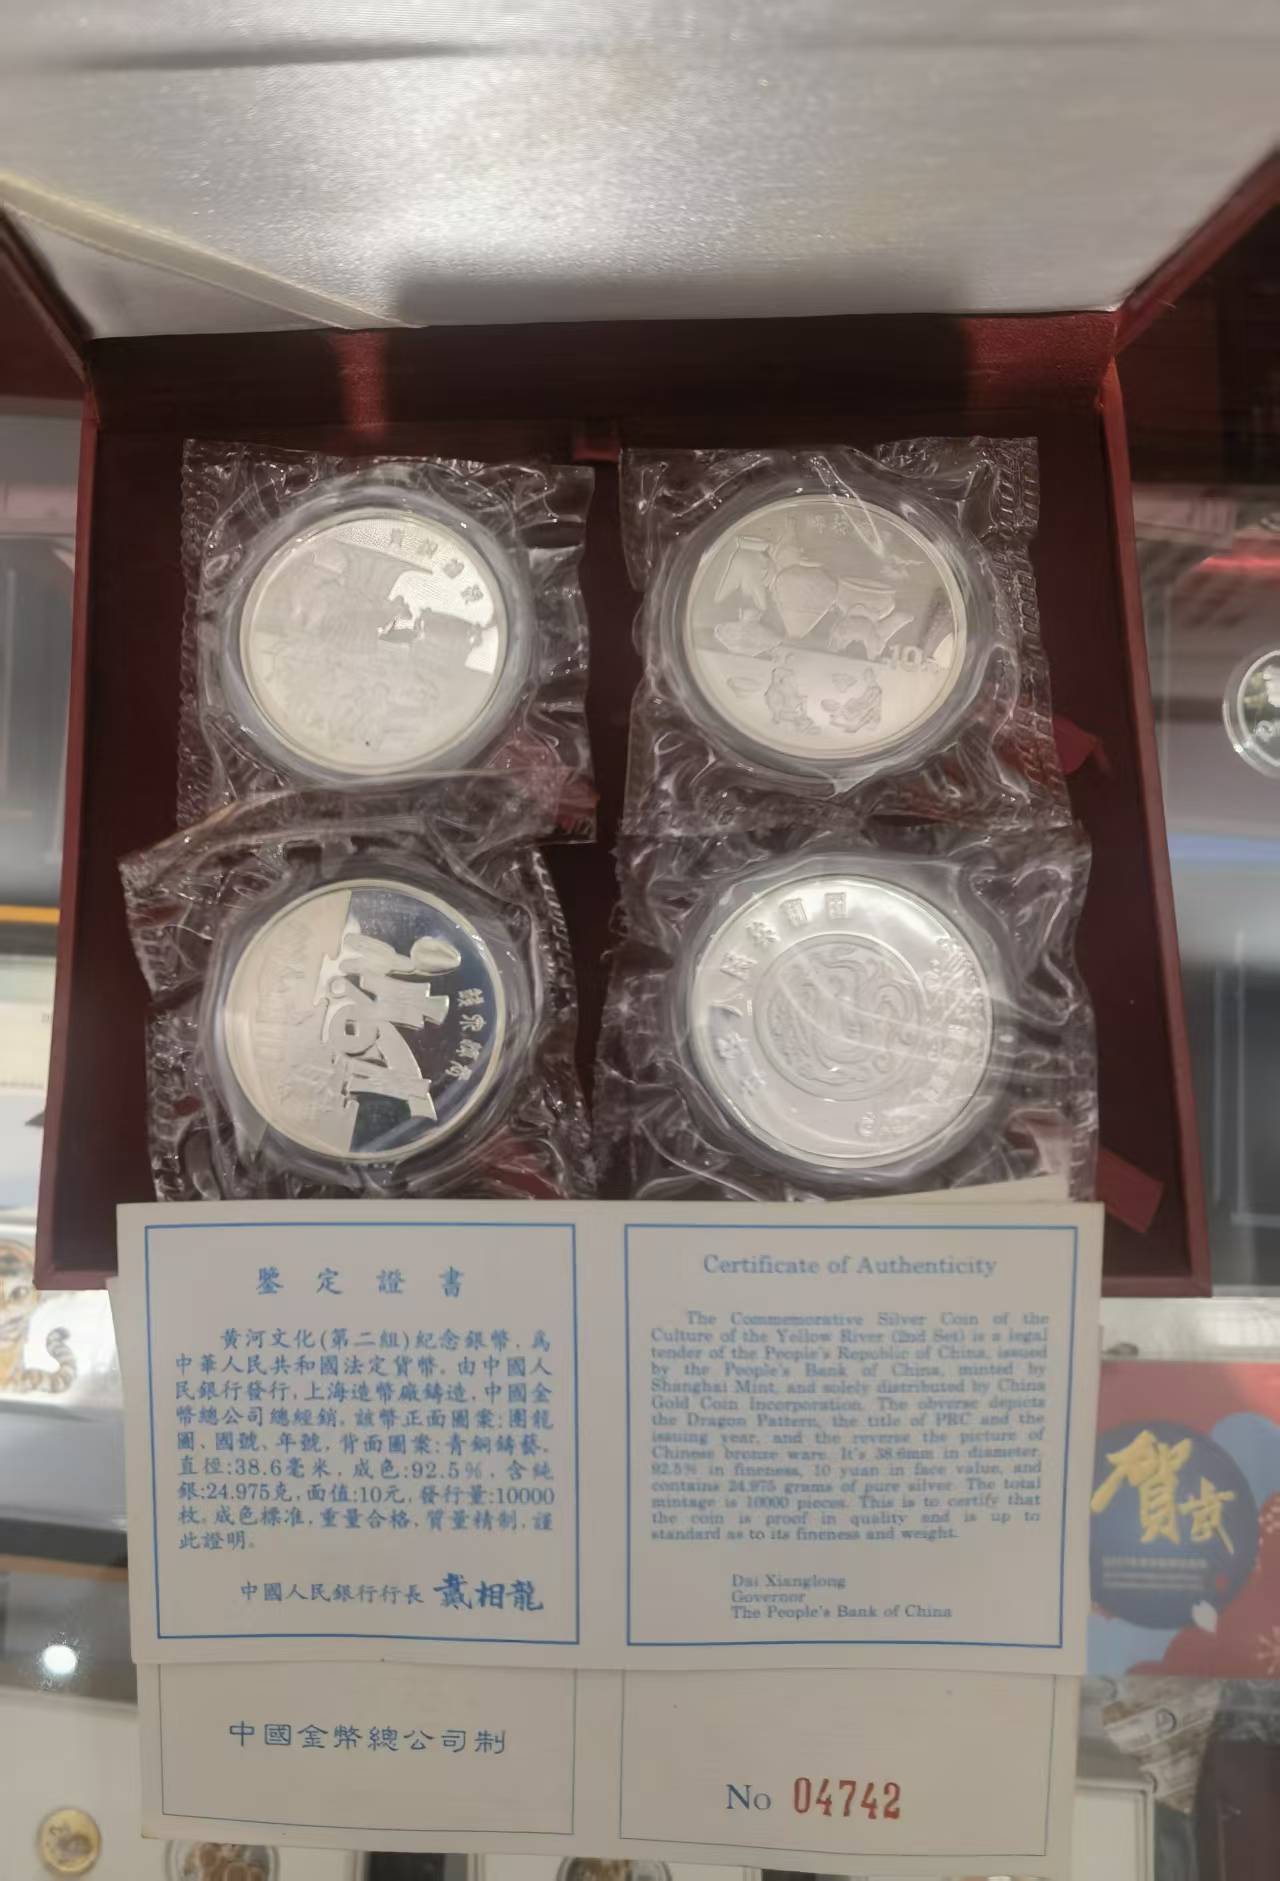 青銅鑄藝
10元
鑄宋濟南
鑒定證書
黄河文化(第二組)紀念銀幣，爲
中華人民共和國法定貨幣。由中國人
民銀行發行，上海造幣廠鑄造，中國金
幣總公司總經銷。該幣正面圖案:團龍
圖、國號、年號，背面圖案:青銅鑄藝。
直徑:38.6毫米，成色:92.5%，含純
銀:24.975克，面值:10元，發行量:10000
枚。成色標准，重量合格，質量精制，謹
此證明。
中國人民銀行行長 戴相龍
Certificate of Authenticity
The Commemorative Silver Coin of the
Culture of the Yellow River (2nd Set) is a legal
tender of the People's Republic of China, issued
by the People's Bank of China, minted by
Shanghai Mint, and solely distributed by China
Gold Coin Incorporation. The obverse depicts
the Dragon Pattern, the title of PRC and the
issuing year, and the reverse the picture of
Chinese bronze ware. It's 38.6mm in diameter,
92.5% in fineness, 10 yuan in face value, and
contains 24.975 grams of pure silver. The total
mintage is 10000 pieces. This is to certify that
the coin is proof in quality and is up to
standard as to its fineness and weight.
Dai Xianglong
Governor
The People's Bank of China
中國金幣總公司制
No 04742
賀歲